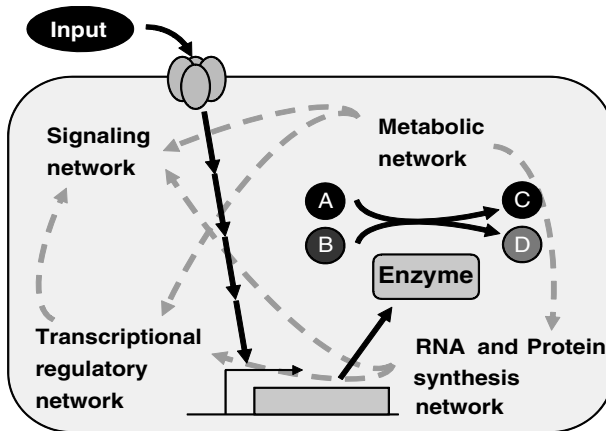 Input
Signaling
network
Metabolic
network
A
C
B
D
Enzyme
Transcriptional
regulatory
network
RNA and Protein
synthesis
network